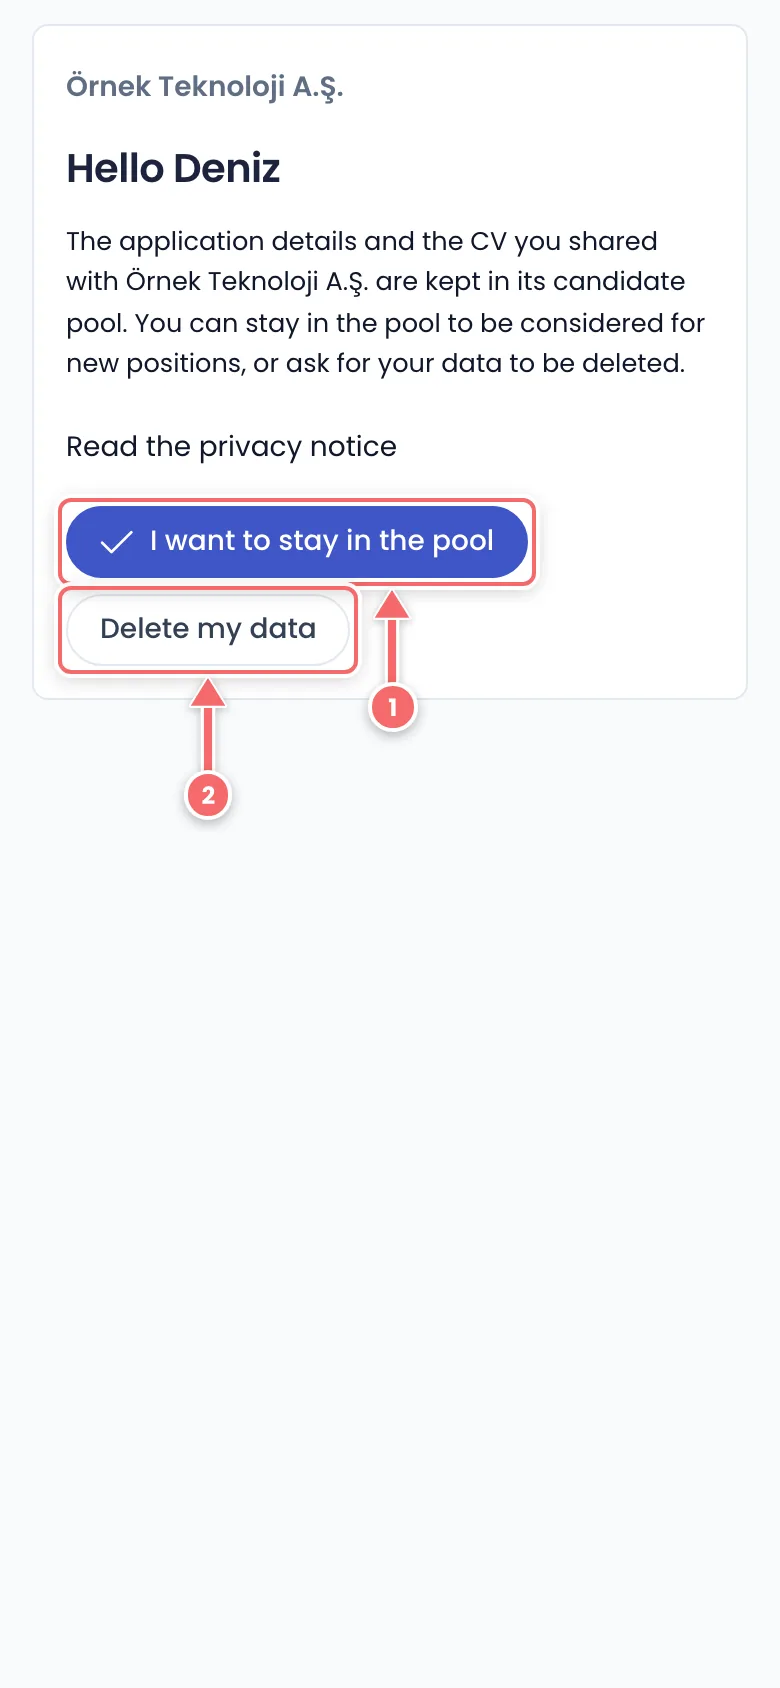 Örnek Teknoloji A.Ş.
Hello Deniz
The application details and the CV you shared
with Örnek Teknoloji A.Ş. are kept in its candidate
pool. You can stay in the pool to be considered for
new positions, or ask for your data to be deleted.
Read the privacy notice
I want to stay in the pool
Delete my data
1
2